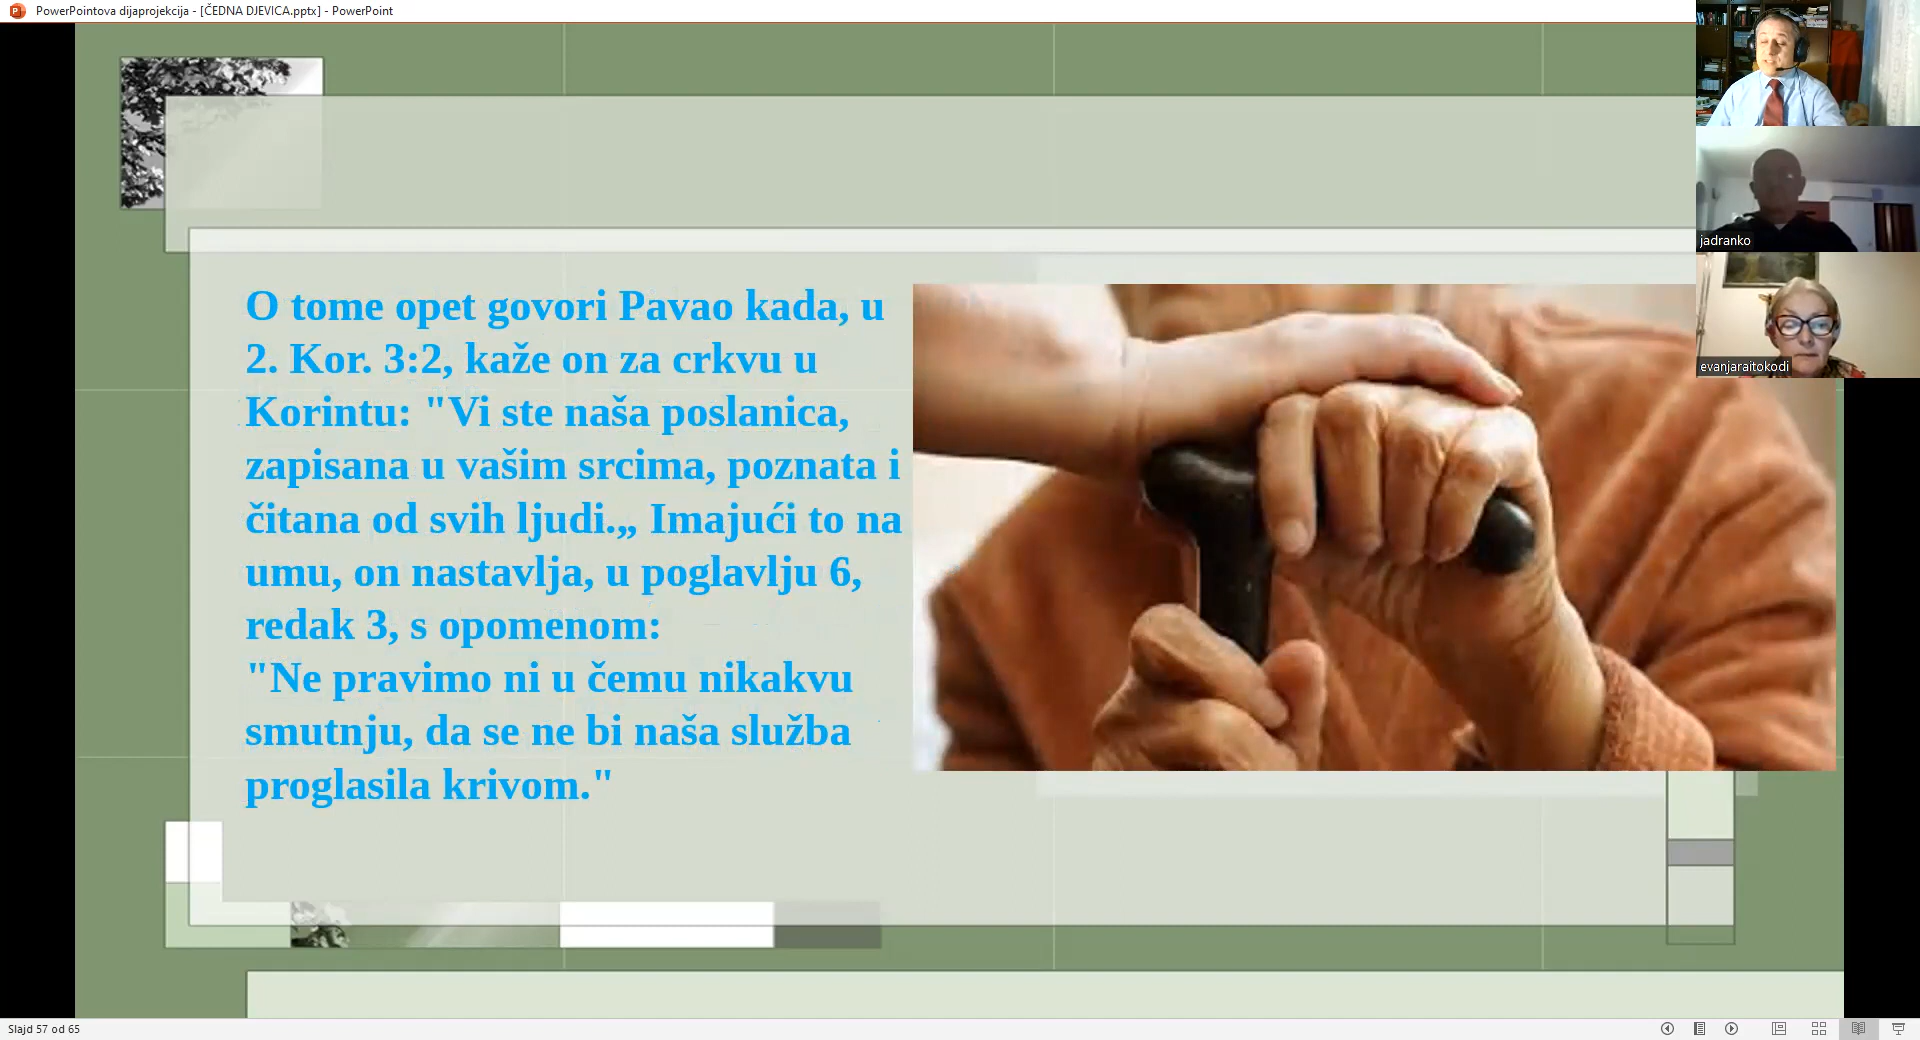 PowerPointova dijaprojekcija - [ČEDNA DJEVICA.pptx] - PowerPoint
jadranko
evanjaraitokodi
O tome opet govori Pavao kada, u
2. Kor. 3:2, kaže on za crkvu u
Korintu: "Vi ste naša poslanica,
zapisana u vašim srcima, poznata i
čitana od svih ljudi.„ Imajući to na
umu, on nastavlja, u poglavlju 6,
redak 3, s opomenom:
"Ne pravimo ni u čemu nikakvu
smutnju, da se ne bi naša služba
proglasila krivom."
Slajd 57 od 65